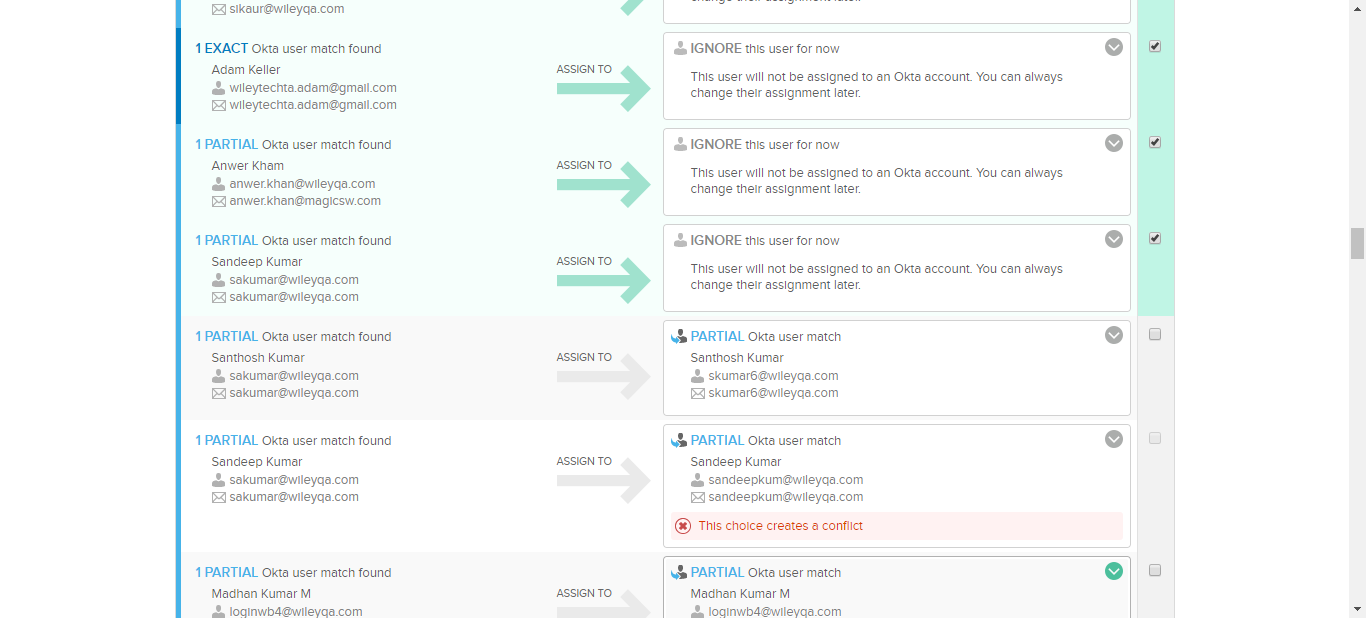 sikaur@wileyqa.com
change their assignment later.
1 EXACT Okta user match found
Adam Keller
wileytechta.adam@gmail.com
wileytechta.adam@gmail.com
ASSIGN TO
IGNORE this user for now
This user will not be assigned to an Okta account. You can always
change their assignment later.
1 PARTIAL Okta user match found
Anwer Kham
anwer.khan@wileyqa.com
anwer.khan@magicsw.com
ASSIGN TO
IGNORE this user for now
This user will not be assigned to an Okta account. You can always
change their assignment later.
1 PARTIAL Okta user match found
Sandeep Kumar
sakumar@wileyqa.com
sakumar@wileyqa.com
ASSIGN TO
IGNORE this user for now
This user will not be assigned to an Okta account. You can always
change their assignment later.
1 PARTIAL Okta user match found
Santhosh Kumar
sakumar@wileyqa.com
sakumar@wileyqa.com
ASSIGN TO
PARTIAL Okta user match
Santhosh Kumar
skumar6@wileyqa.com
skumar6@wileyqa.com
1 PARTIAL Okta user match found
Sandeep Kumar
sakumar@wileyqa.com
sakumar@wileyqa.com
ASSIGN TO
PARTIAL Okta user match
Sandeep Kumar
sandeepkum@wileyqa.com
sandeepkum@wileyqa.com
This choice creates a conflict
1 PARTIAL Okta user match found
Madhan Kumar M
loginwb4@wileyqa.com
ASSIGN TO
PARTIAL Okta user match
Madhan Kumar M
loginwb4@wileyqa.com